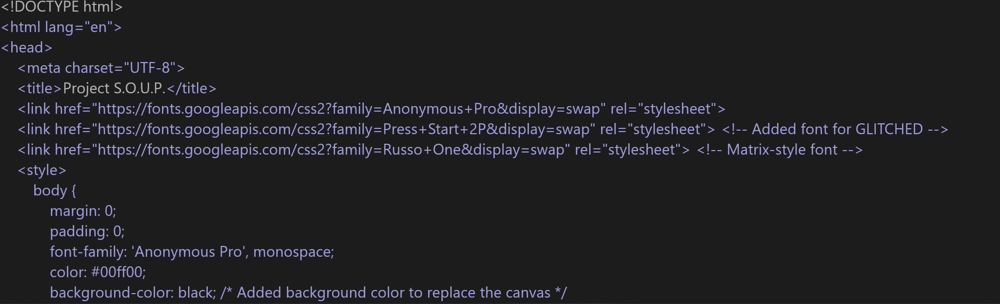 <!DOCTYPE html>
<html lang="en">
<head>
    <meta charset="UTF-8">
    <title>Project S.O.U.P.</title>
    <link href="https://fonts.googleapis.com/css2?family=Anonymous+Pro&display=swap" rel="stylesheet">
    <link href="https://fonts.googleapis.com/css2?family=Press+Start+2P&display=swap" rel="stylesheet"> <!-- Added font for GLITCHED -->
    <link href="https://fonts.googleapis.com/css2?family=Russo+One&display=swap" rel="stylesheet"> <!-- Matrix-style font -->
    <style>
        body {
            margin: 0;
            padding: 0;
            font-family: 'Anonymous Pro', monospace;
            color: #00ff00;
            background-color: black; /* Added background color to replace the canvas */